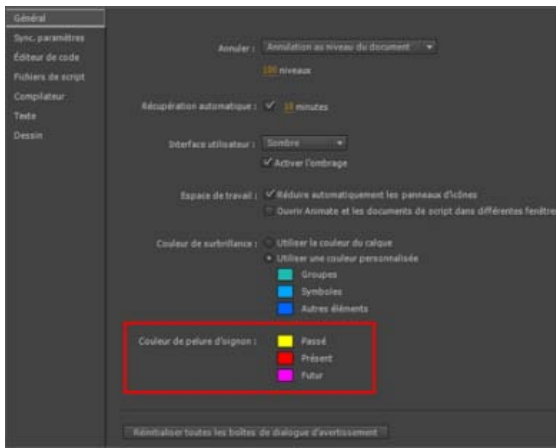 Général
Sync. paramètres
Éditeur de code
Fichiers de script
Compilateur
Texte
Dessin
Annuler : Annulation au niveau du document
100 niveaux
Récupération automatique : 10 minutes
Interface utilisateur : Sombre
Activer l'ombrage
Espace de travail : Réduire automatiquement les panneaux d'icônes
Ouvrir Animate et les documents de script dans différentes fenêtre
Couleur de surbrillance : Utiliser la couleur du calque
Utiliser une couleur personnalisée
Groupes
Symboles
Autres éléments
Couleur de pelure d'oignon : Passé
Présent
Futur
Réinitialiser toutes les boîtes de dialogue d'avertissement